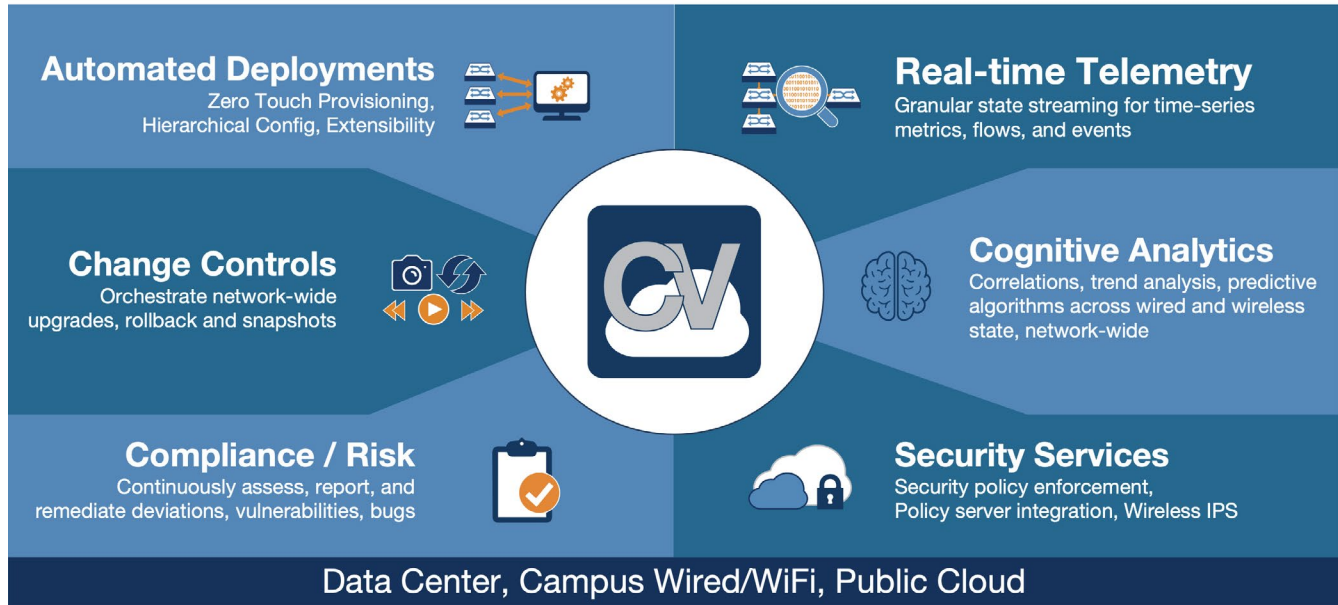 Automated Deployments
Zero Touch Provisioning,
Hierarchical Config, Extensibility
Real-time Telemetry
Granular state streaming for time-series
metrics, flows, and events
Change Controls
Orchestrate network-wide
upgrades, rollback and snapshots
CV
Cognitive Analytics
Correlations, trend analysis, predictive
algorithms across wired and wireless
state, network-wide
Compliance / Risk
Continuously assess, report, and
remediate deviations, vulnerabilities, bugs
Security Services
Security policy enforcement,
Policy server integration, Wireless IPS
Data Center, Campus Wired/WiFi, Public Cloud